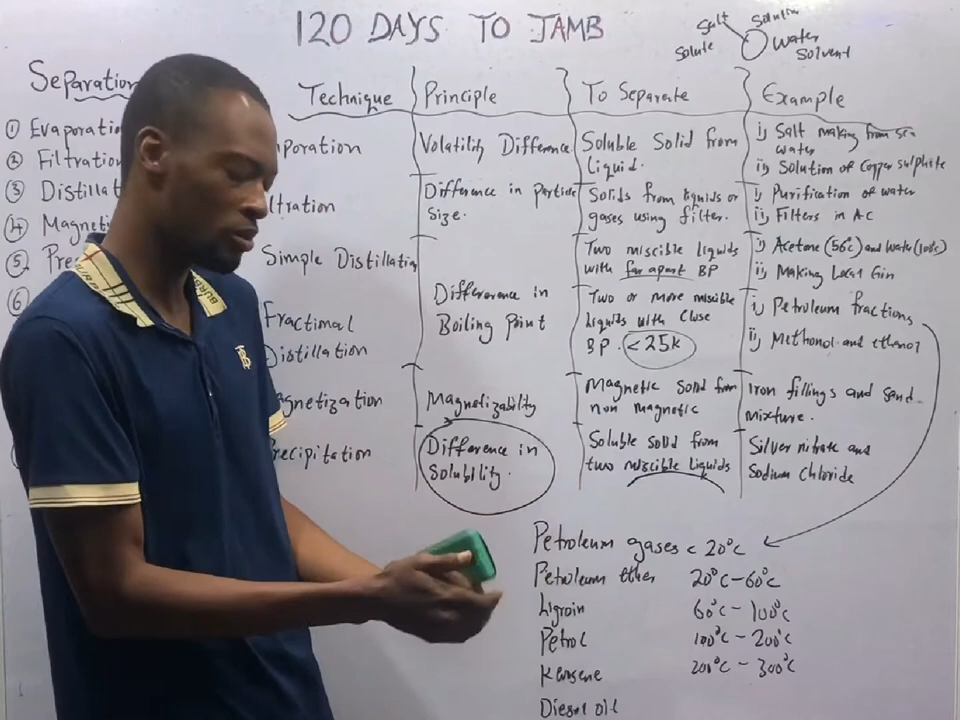 120 DAYS TO JAMB
Salt
Solution
Solute
Water
Solvent
Separation
① Evaporatio
② Filtration
③ Distillat
④ Magneti
⑤ Pre
⑥
Technique
Principle
To Separate
Example
poration
Volatility Difference
Soluble Solid from
Liquid.
i) Salt making from sea
water
ii) Solution of Copper sulphate
ltration
Difference in particle
Size.
Solids from liquids or
gases using filter.
i) Purification of water
ii) Filters in AC
Simple Distillation
Two miscible liquids
with far apart BP
i) Acetone (56°c) and water (100°c)
ii) Making Local Gin
Fractional
Distillation
Difference in
Boiling Point
Two or more miscible
liquids with Close
BP. < 25K
i) Petroleum fractions
ii) Methanol and ethanol
agnetization
Magnetizability
Magnetic Solid from
non magnetic
Iron fillings and sand
mixture.
recipitation
Difference in
Solubility.
Soluble solid from
two miscible liquids
Silver nitrate and
Sodium Chloride
Petroleum gases < 20°C
Petroleum ether 20°C - 60°C
Ligroin 60°C - 100°C
Petrol 100°C - 200°C
Kerosene 200°C - 300°C
Diesel oil
BURBE
B